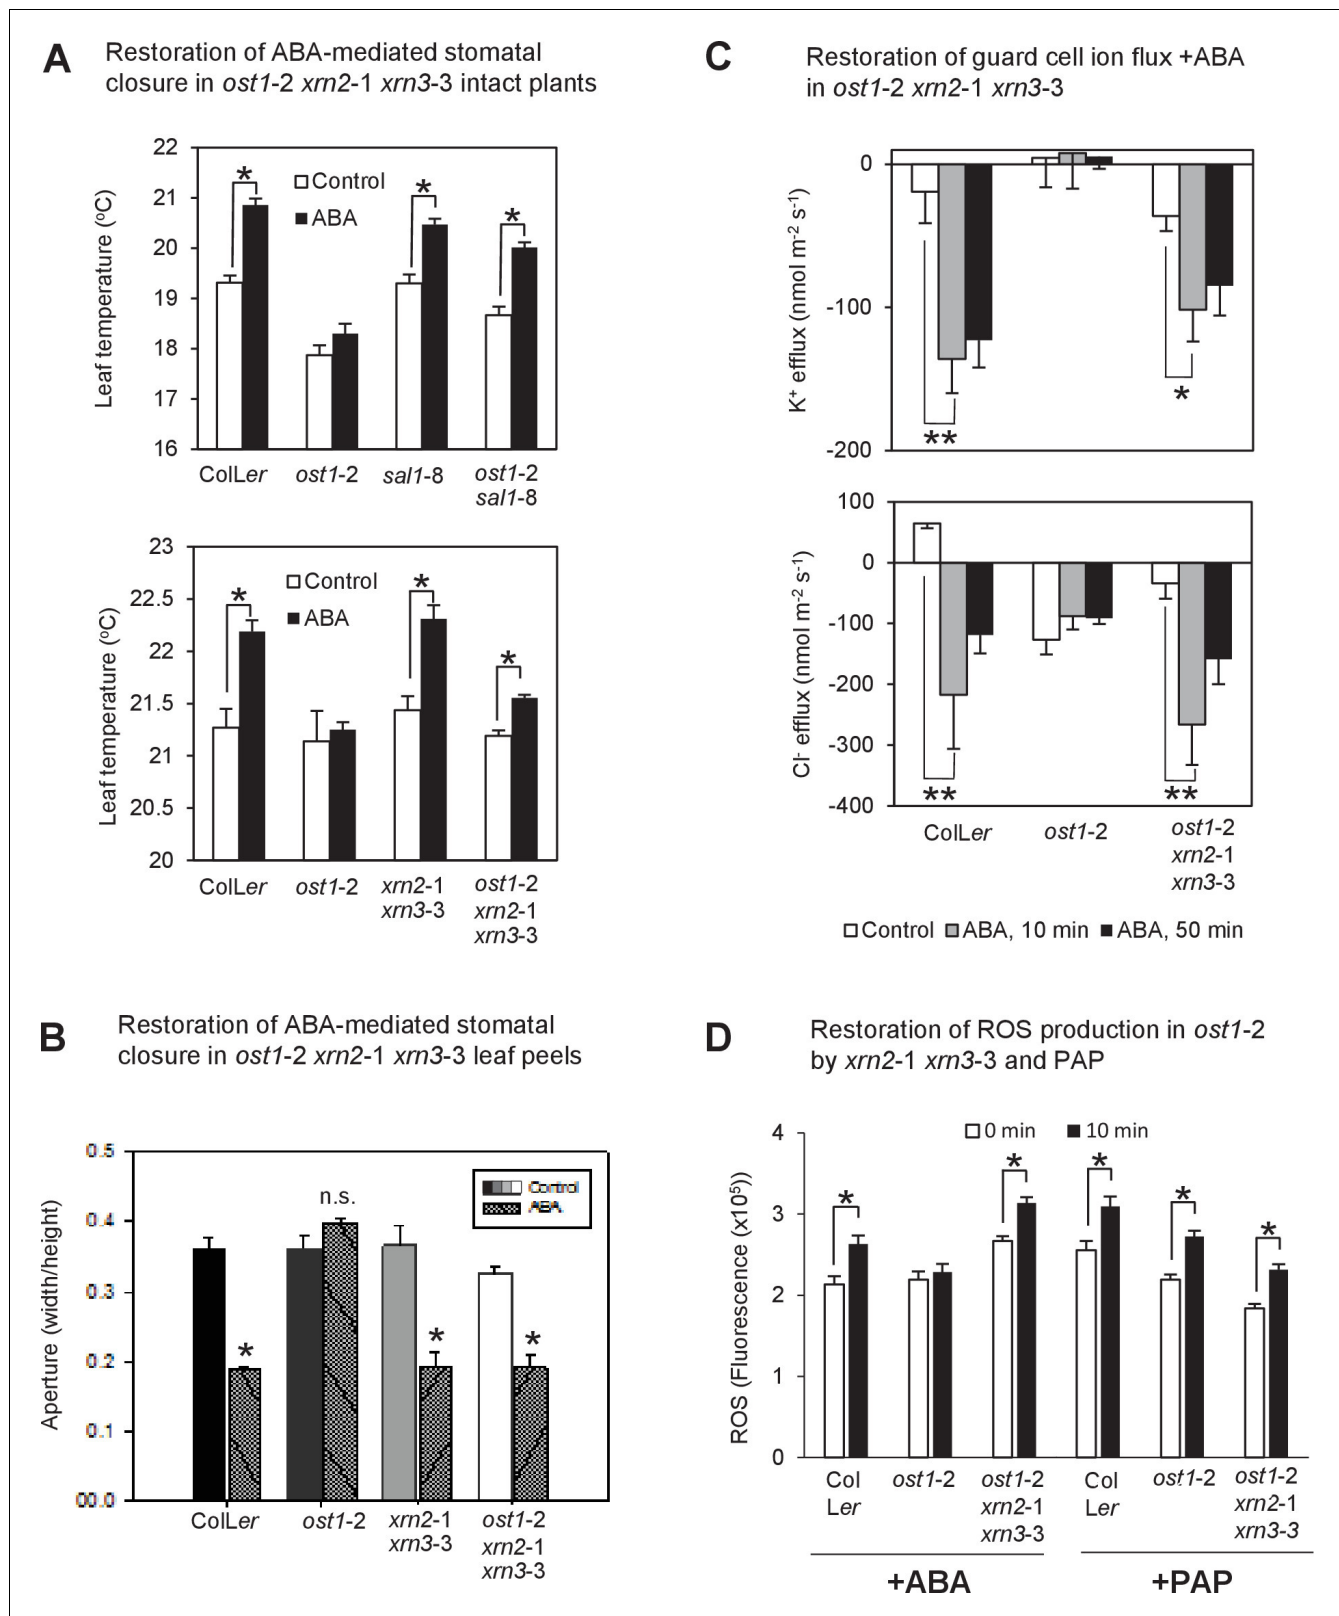 A
Restoration of ABA-mediated stomatal
closure in ost1-2 xrn2-1 xrn3-3 intact plants
Leaf temperature (oC)
22
21
20
19
18
17
16
Control
ABA
*
*
*
ColLer
ost1-2
sal1-8
ost1-2
sal1-8
Leaf temperature (oC)
23
22.5
22
21.5
21
20.5
20
Control
ABA
*
*
*
ColLer
ost1-2
xrn2-1
xrn3-3
ost1-2
xrn2-1
xrn3-3
B
Restoration of ABA-mediated stomatal
closure in ost1-2 xrn2-1 xrn3-3 leaf peels
Aperture (width/height)
0.5
0.4
0.3
0.2
0.1
00.0
Control
ABA
n.s.
*
*
*
ColLer
ost1-2
xrn2-1
xrn3-3
ost1-2
xrn2-1
xrn3-3
C
Restoration of guard cell ion flux +ABA
in ost1-2 xrn2-1 xrn3-3
K+ efflux (nmol m-2 s-1)
0
-100
-200
**
*
Cl- efflux (nmol m-2 s-1)
100
0
-100
-200
-300
-400
**
**
ColLer
ost1-2
ost1-2
xrn2-1
xrn3-3
Control ABA, 10 min ABA, 50 min
D
Restoration of ROS production in ost1-2
by xrn2-1 xrn3-3 and PAP
ROS (Fluorescence (x105))
4
3
2
1
0
0 min 10 min
*
*
*
*
*
Col
Ler
ost1-2
ost1-2
xrn2-1
xrn3-3
Col
Ler
ost1-2
ost1-2
xrn2-1
xrn3-3
+ABA
+PAP